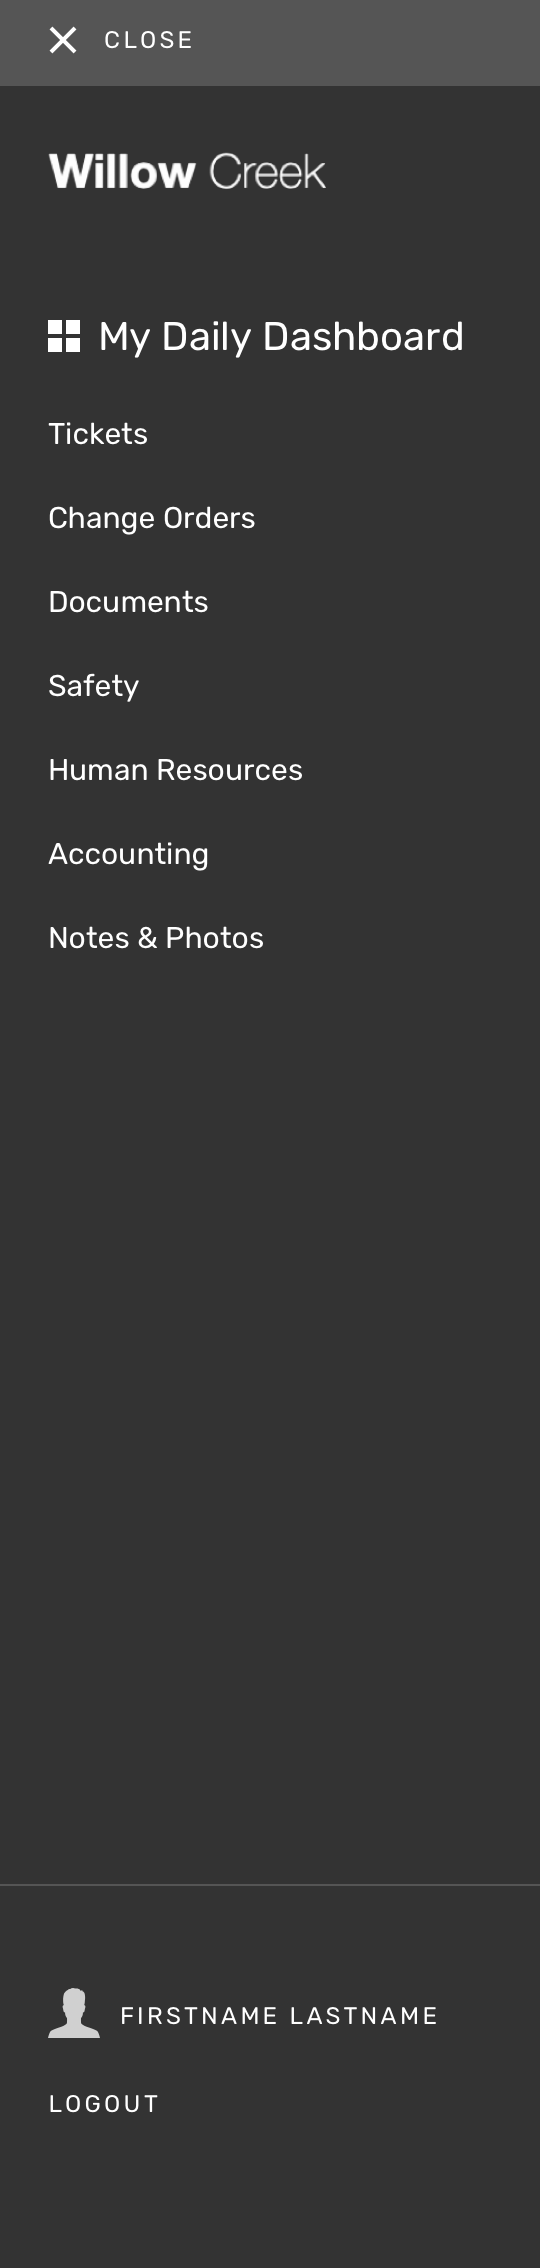 CLOSE
Willow Creek
My Daily Dashboard
Tickets
Change Orders
Documents
Safety
Human Resources
Accounting
Notes & Photos
FIRSTNAME LASTNAME
LOGOUT